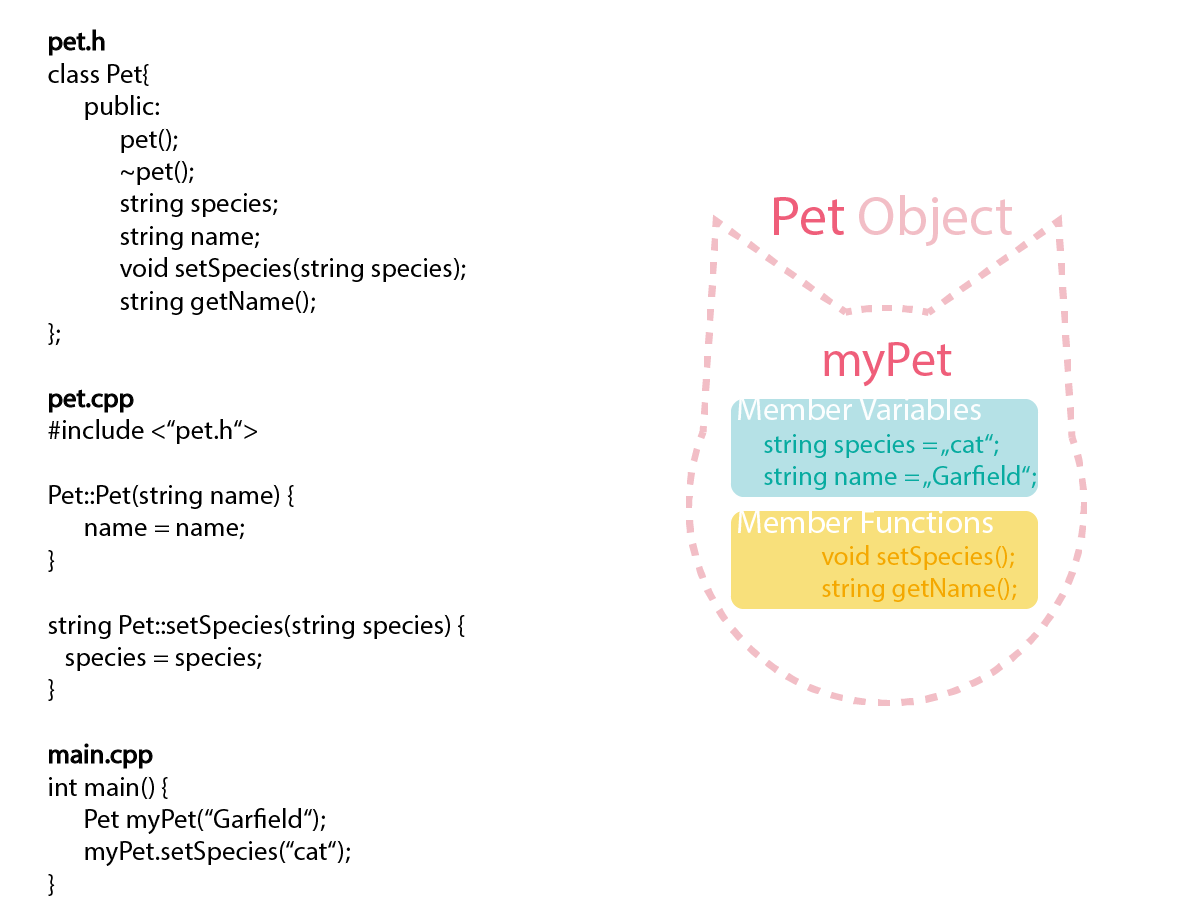 pet.h
class Pet{
public:
pet();
~pet();
string species;
string name;
void setSpecies(string species);
string getName();
};
pet.cpp
#include <“pet.h“>
Pet::Pet(string name) {
name = name;
}
string Pet::setSpecies(string species) {
species = species;
}
main.cpp
int main() {
Pet myPet(“Garfield“);
myPet.setSpecies(“cat“);
}
Pet Object
myPet
Member Variables
string species =„cat“;
string name =„Garfield“;
Member Functions
void setSpecies();
string getName();